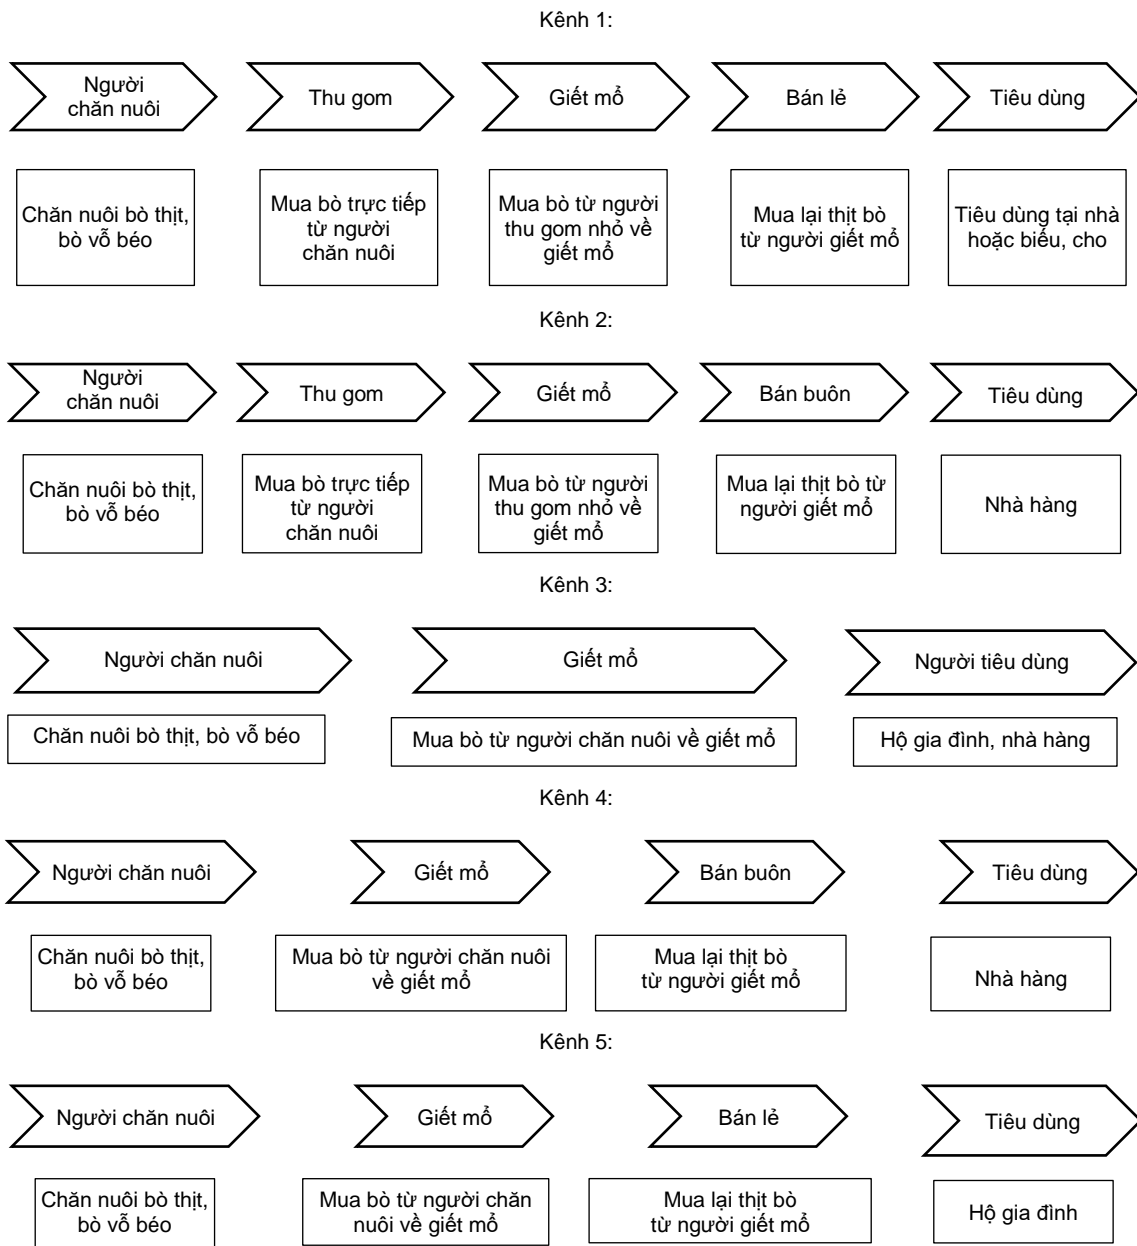 Kênh 1:
Người
chăn nuôi
Thu gom
Giết mổ
Bán lẻ
Tiêu dùng
Chăn nuôi bò thịt,
bò vỗ béo
Mua bò trực tiếp
từ người
chăn nuôi
Mua bò từ người
thu gom nhỏ về
giết mổ
Mua lại thịt bò
từ người giết mổ
Tiêu dùng tại nhà
hoặc biếu, cho
Kênh 2:
Người
chăn nuôi
Thu gom
Giết mổ
Bán buôn
Tiêu dùng
Chăn nuôi bò thịt,
bò vỗ béo
Mua bò trực tiếp
từ người
chăn nuôi
Mua bò từ người
thu gom nhỏ về
giết mổ
Mua lại thịt bò từ
người giết mổ
Nhà hàng
Kênh 3:
Người chăn nuôi
Giết mổ
Người tiêu dùng
Chăn nuôi bò thịt, bò vỗ béo
Mua bò từ người chăn nuôi về giết mổ
Hộ gia đình, nhà hàng
Kênh 4:
Người chăn nuôi
Giết mổ
Bán buôn
Tiêu dùng
Chăn nuôi bò thịt,
bò vỗ béo
Mua bò từ người chăn nuôi
về giết mổ
Mua lại thịt bò
từ người giết mổ
Nhà hàng
Kênh 5:
Người chăn nuôi
Giết mổ
Bán lẻ
Tiêu dùng
Chăn nuôi bò thịt,
bò vỗ béo
Mua bò từ người chăn
nuôi về giết mổ
Mua lại thịt bò
từ người giết mổ
Hộ gia đình